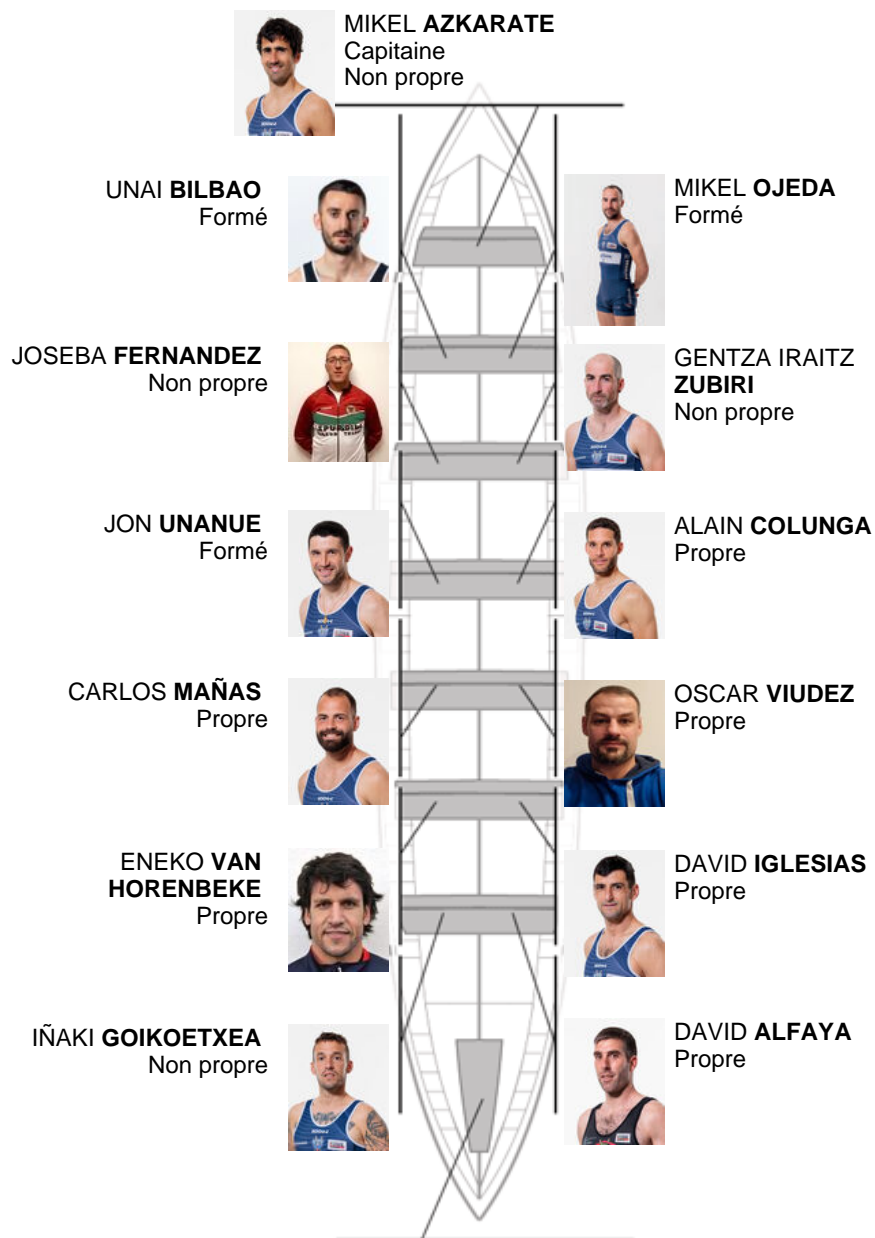 MIKEL AZKARATE
Capitaine
Non propre
UNAI BILBAO
Formé
MIKEL OJEDA
Formé
JOSEBA FERNANDEZ
Non propre
GENTZA IRAITZ
ZUBIRI
Non propre
JON UNANUE
Formé
ALAIN COLUNGA
Propre
CARLOS MAÑAS
Propre
OSCAR VIUDEZ
Propre
ENEKO VAN
HORENBEKE
Propre
DAVID IGLESIAS
Propre
IÑAKI GOIKOETXEA
Non propre
DAVID ALFAYA
Propre